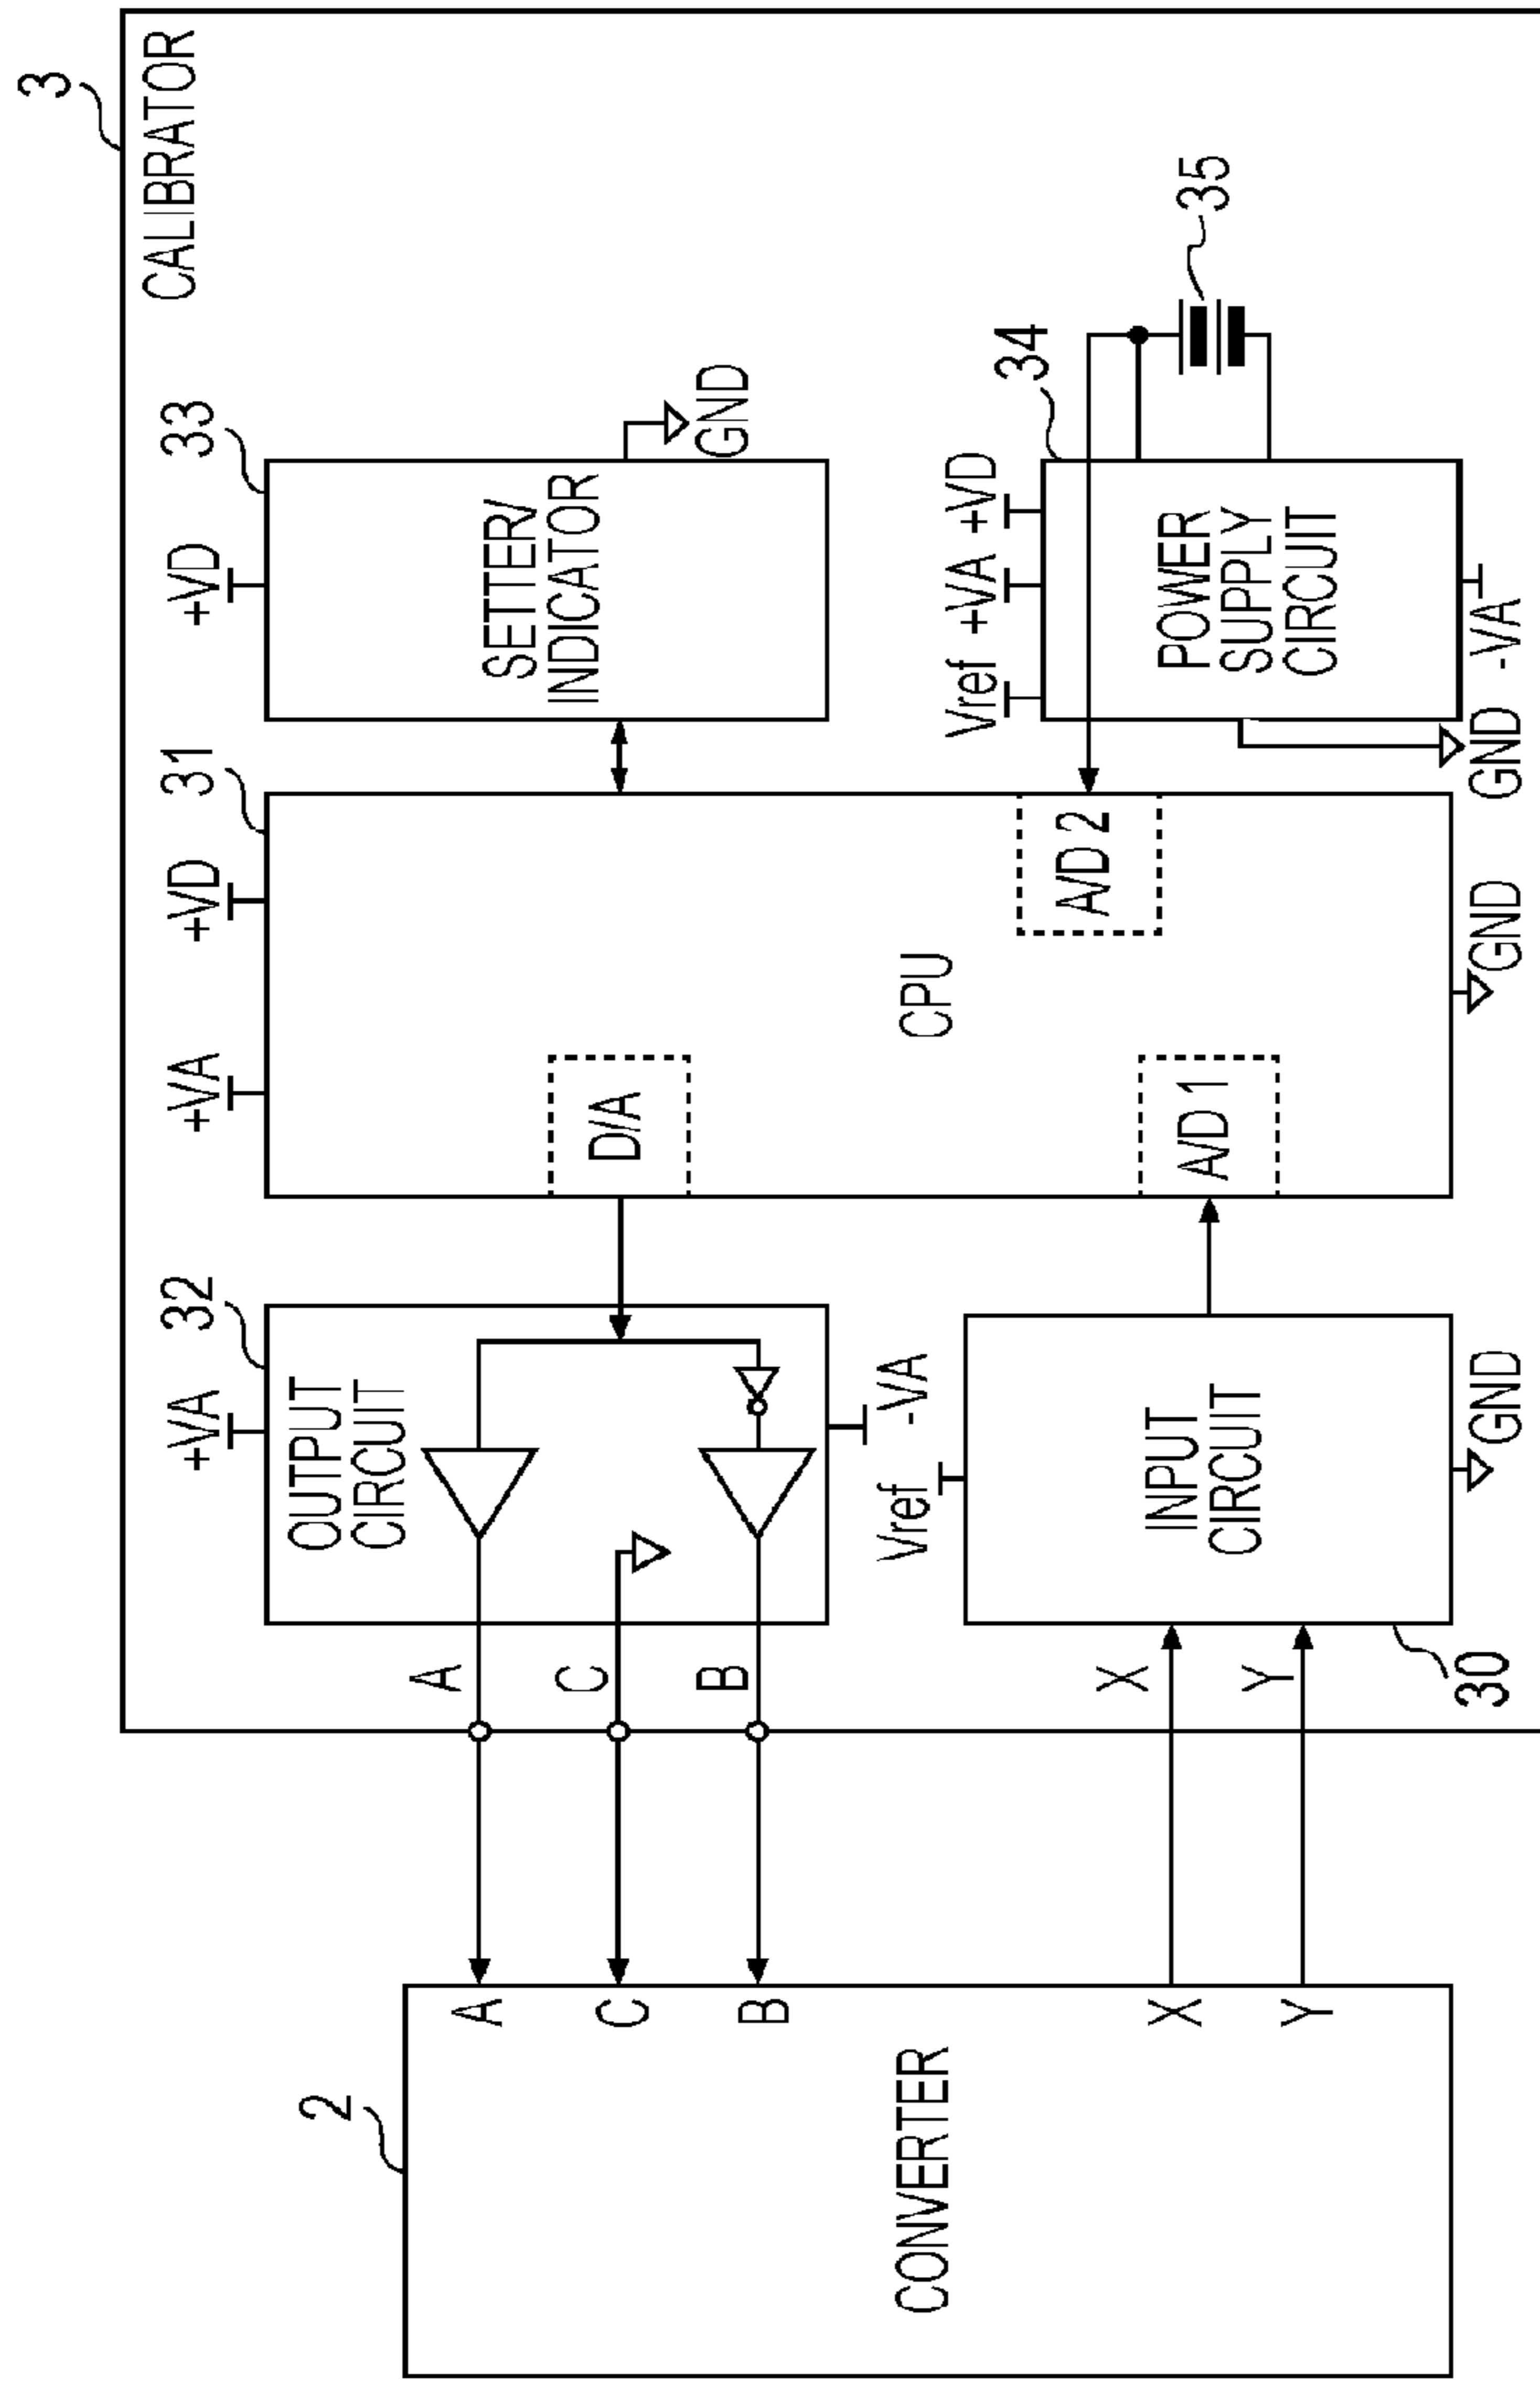 3
CALIBRATOR
+VA
32
+VA
+VD
31
+VD
33
OUTPUT
CIRCUIT
SETTER/
INDICATOR
GND
2
A
A
C
C
B
B
D/A
-VA
CPU
CONVERTER
Vref
Vref
+VA
+VD
34
A/D 2
X
X
Y
Y
INPUT
CIRCUIT
A/D 1
POWER
SUPPLY
CIRCUIT
35
30
GND
GND
GND
-VA